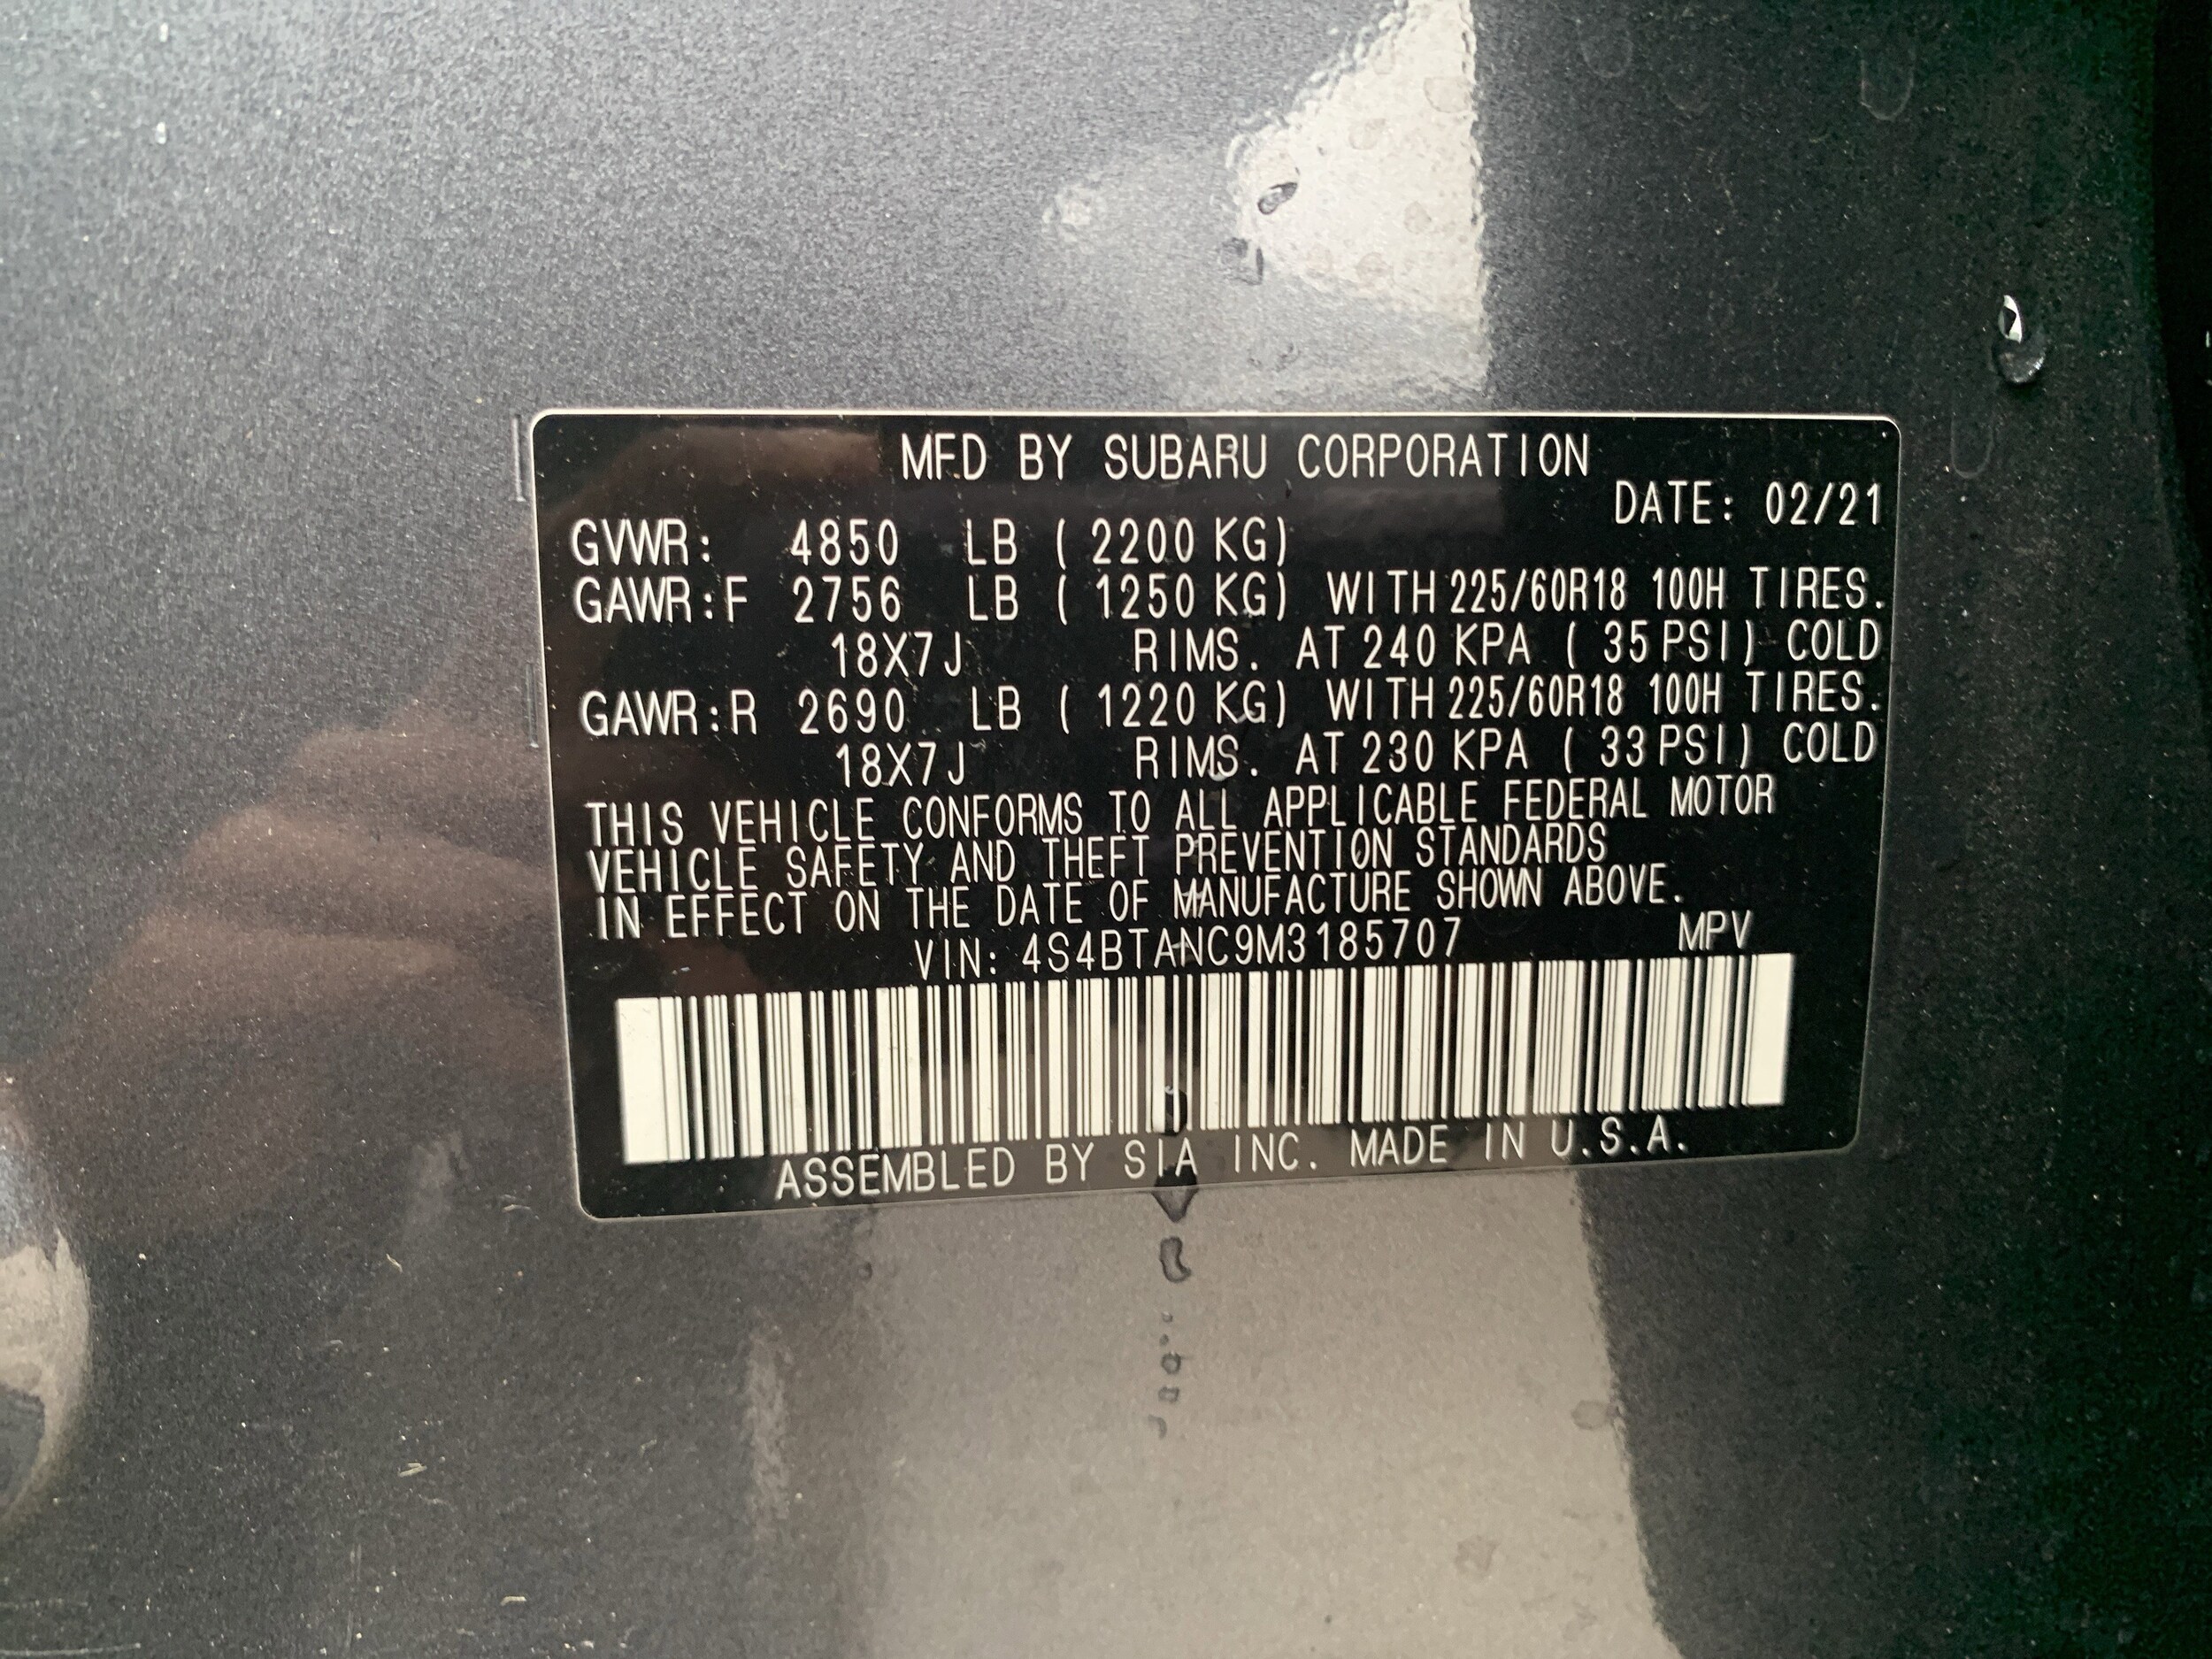 MFD BY SUBARU CORPORATION
DATE: 02/21
GVWR: 4850 LB ( 2200 KG)
GAWR:F 2756 LB ( 1250 KG) WITH 225/60R18 100H TIRES.
18X7J RIMS. AT 240 KPA ( 35 PSI) COLD
GAWR:R 2690 LB ( 1220 KG) WITH 225/60R18 100H TIRES.
18X7J RIMS. AT 230 KPA ( 33 PSI) COLD
THIS VEHICLE CONFORMS TO ALL APPLICABLE FEDERAL MOTOR
VEHICLE SAFETY AND THEFT PREVENTION STANDARDS
IN EFFECT ON THE DATE OF MANUFACTURE SHOWN ABOVE.
VIN: 4S4BTANC9M3185707 MPV
ASSEMBLED BY SIA INC. MADE IN U.S.A.